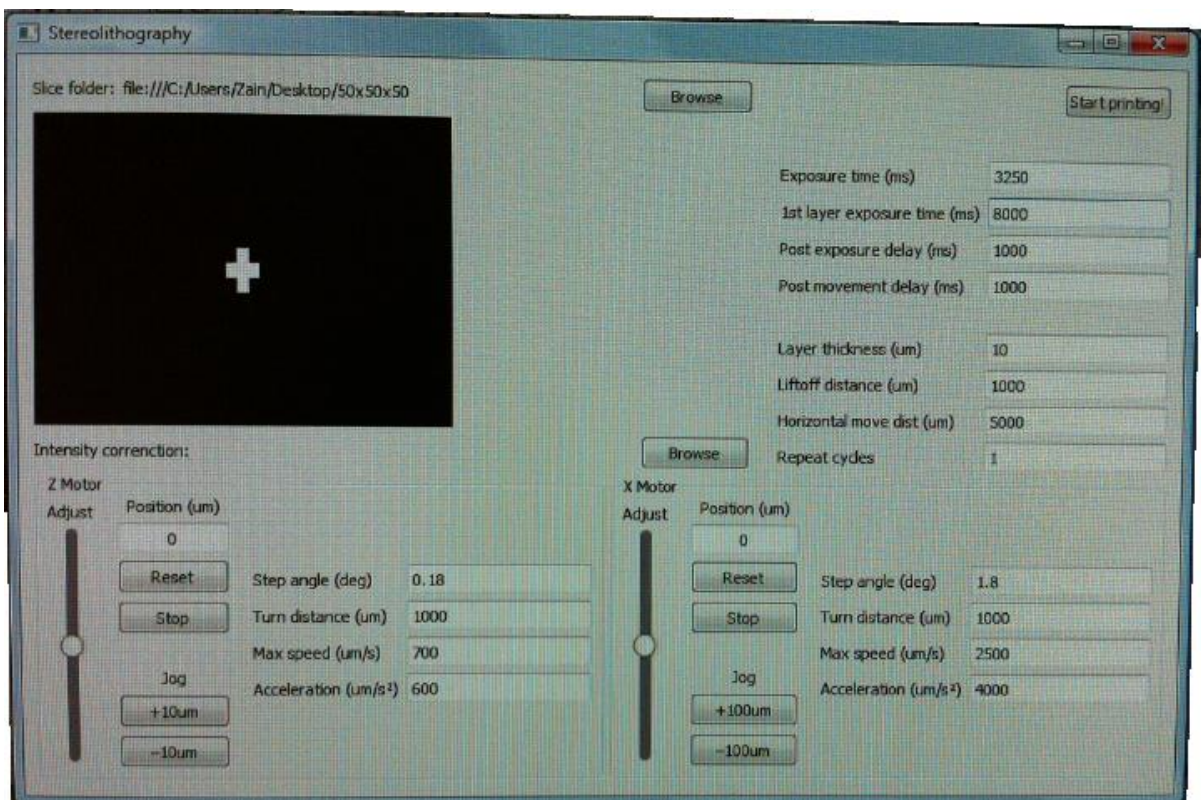 Stereolithography
Slice folder: file:///C:/Users/Zain/Desktop/50x50x50
Browse
Start printing!
Exposure time (ms) 3250
1st layer exposure time (ms) 8000
Post exposure delay (ms) 1000
Post movement delay (ms) 1000
Layer thickness (um) 10
Liftoff distance (um) 1000
Horizontal move dist (um) 5000
Intensity correnction:
Browse
Repeat cycles 1
Z Motor
Adjust
Position (um)
0
Reset
Stop
Jog
+10um
-10um
Step angle (deg) 0.18
Turn distance (um) 1000
Max speed (um/s) 700
Acceleration (um/s²) 600
X Motor
Adjust
Position (um)
0
Reset
Stop
Jog
+100um
-100um
Step angle (deg) 1.8
Turn distance (um) 1000
Max speed (um/s) 2500
Acceleration (um/s²) 4000